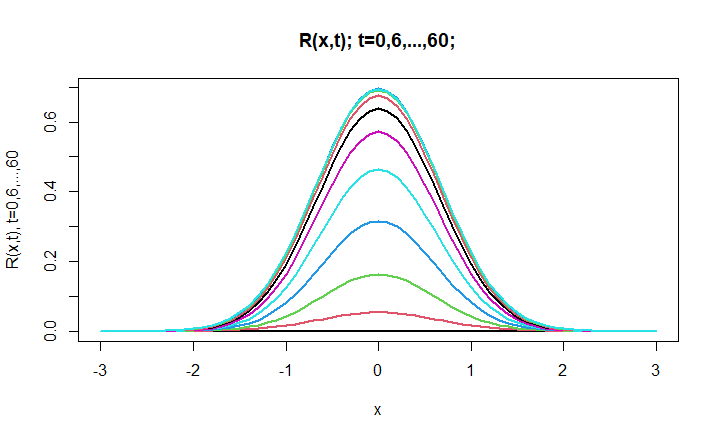 R(x,t); t=0,6,...,60;
R(x,t), t=0,6,...,60
0.6
0.4
0.2
0.0
-3 -2 -1 0 1 2 3
x